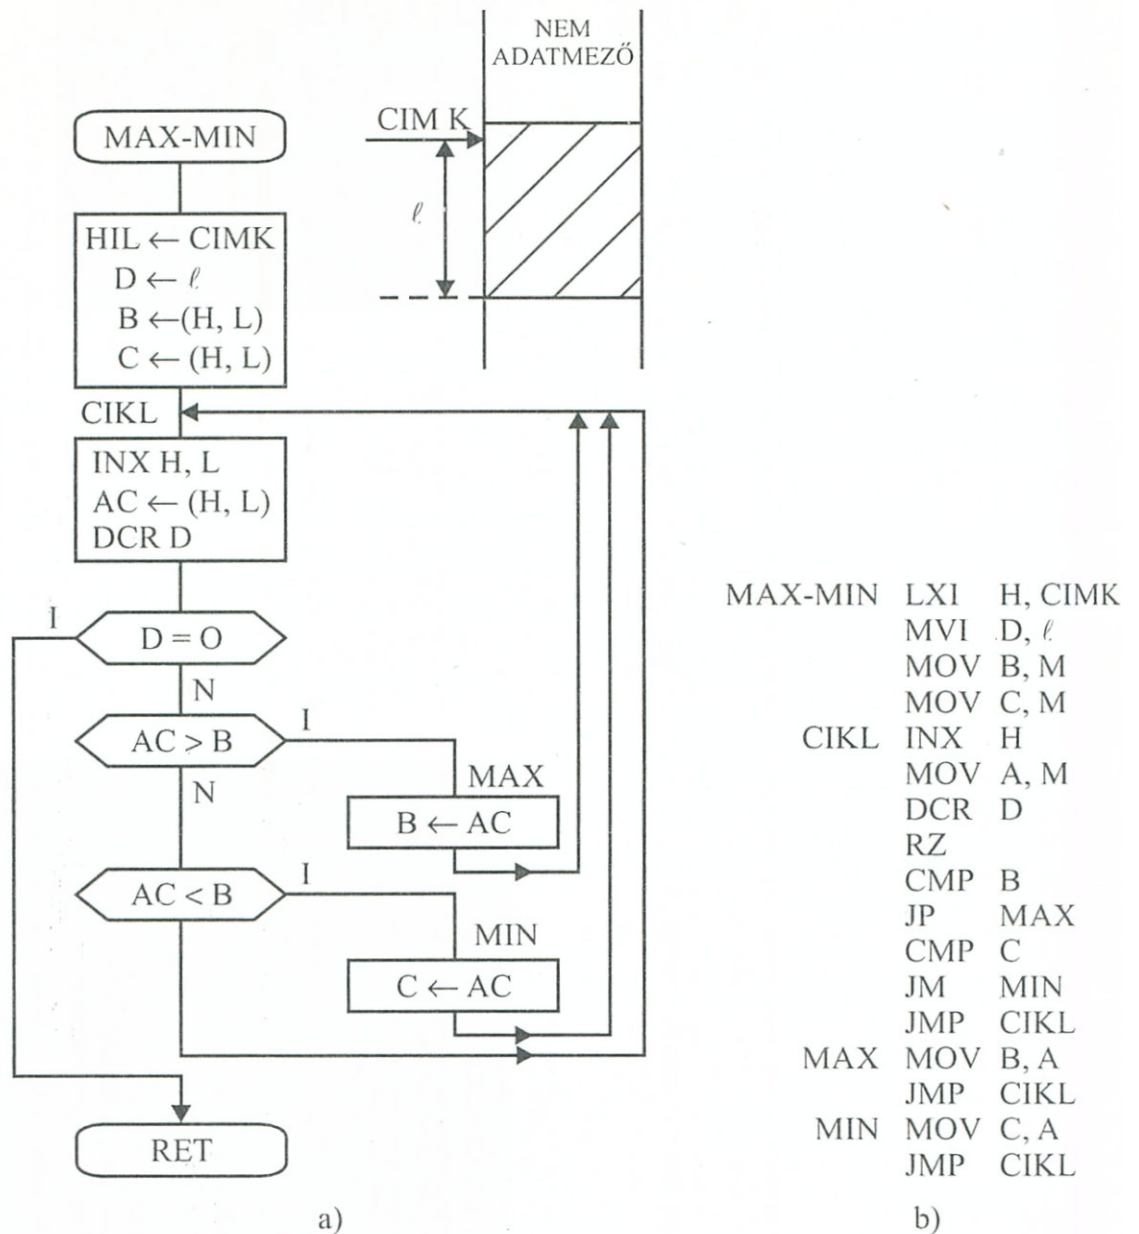 NEM
ADATMEZŐ
CIM K
ℓ
MAX-MIN
HIL ← CIMK
D ← ℓ
B ← (H, L)
C ← (H, L)
CIKL
INX H, L
AC ← (H, L)
DCR D
I
D = O
N
AC > B
I
N
MAX
B ← AC
AC < B
I
MIN
C ← AC
RET
a)
MAX-MIN LXI H, CIMK
MVI D, ℓ
MOV B, M
MOV C, M
CIKL INX H
MOV A, M
DCR D
RZ
CMP B
JP MAX
CMP C
JM MIN
JMP CIKL
MAX MOV B, A
JMP CIKL
MIN MOV C, A
JMP CIKL
b)